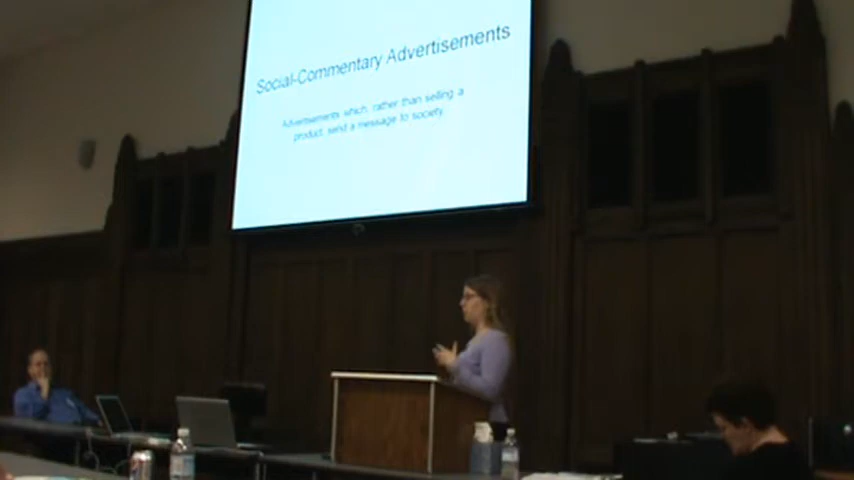 Social-Commentary Advertisements
Advertisements which, rather than selling a
product, send a message to society.